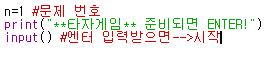 n=1 #문제 번호
print("**타자게임** 준비되면 ENTER!")
input() #엔터 입력받으면-->시작